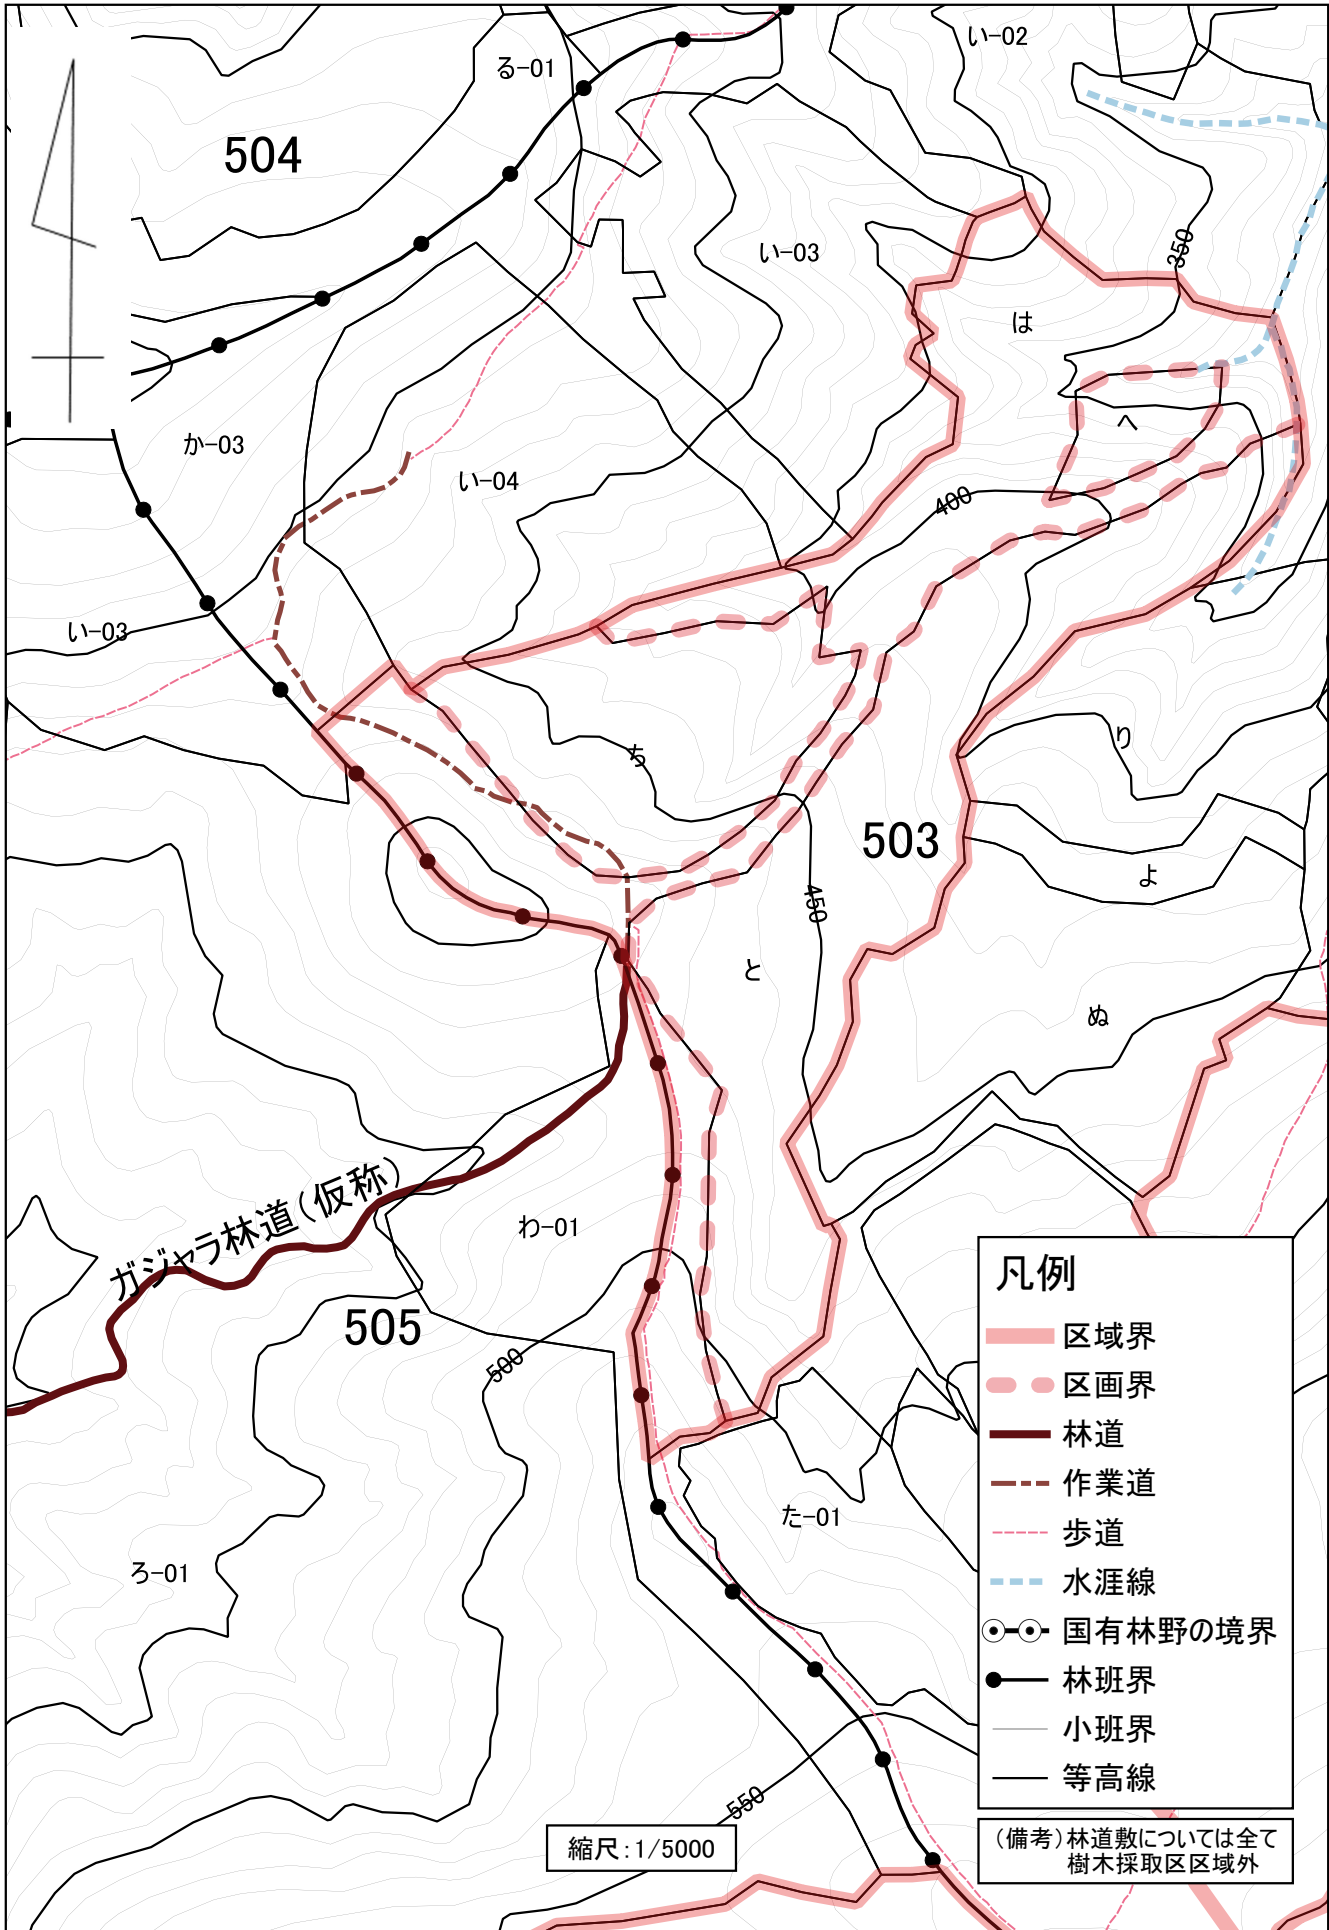 い-02
る-01
504
い-03
350
は
へ
か-03
い-04
400
い-03
ち
り
503
よ
450
と
ぬ
ガジャラ林道(仮称)
わ-01
505
500
た-01
ろ-01
550
縮尺:1/5000
凡例
区域界
区画界
林道
作業道
歩道
水涯線
国有林野の境界
林班界
小班界
等高線
(備考)林道敷については全て
樹木採取区区域外